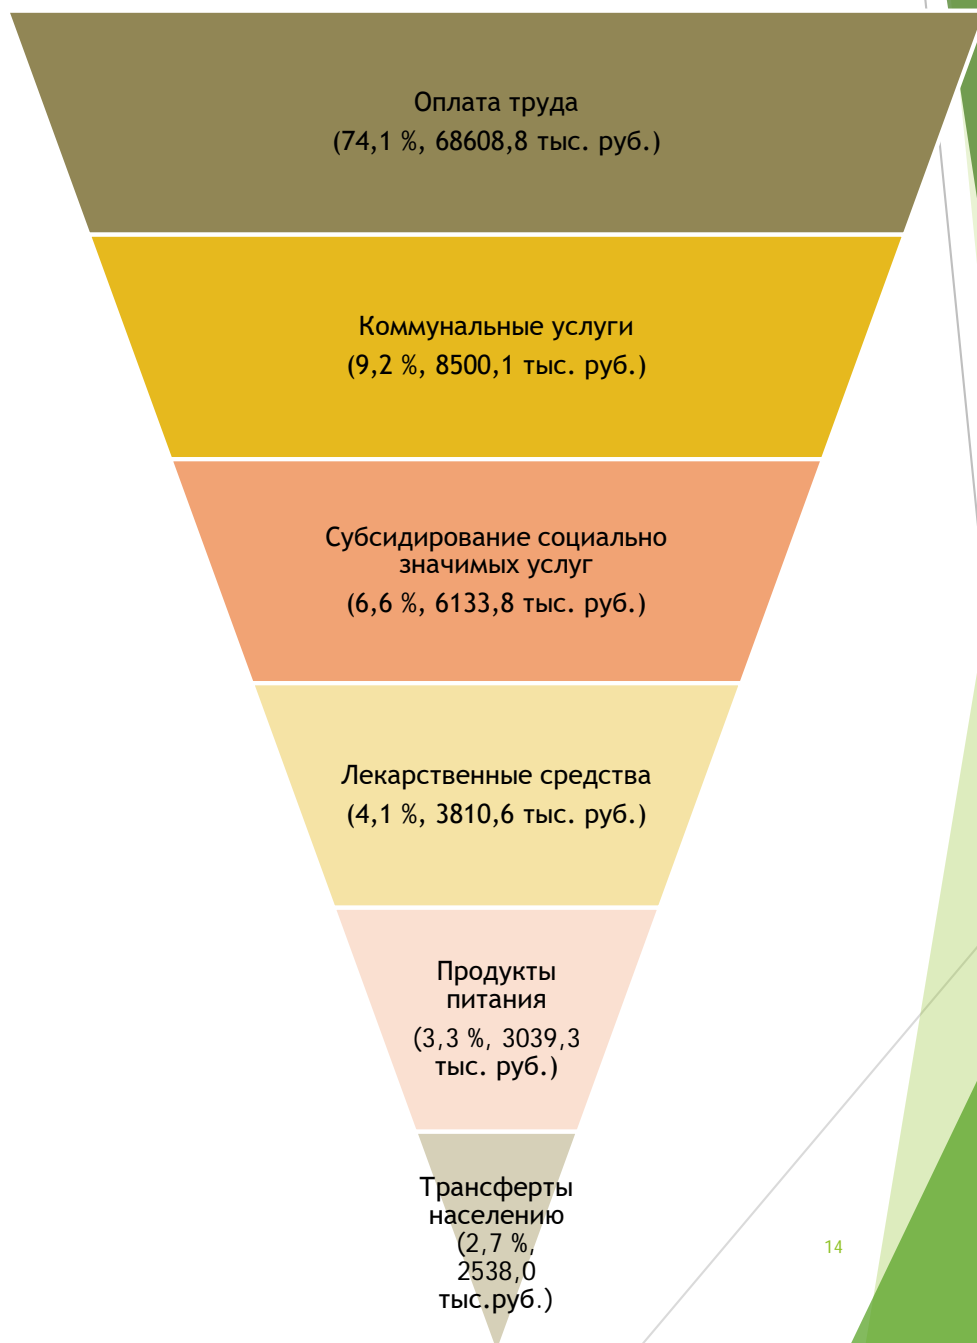 Оплата труда
(74,1 %, 68608,8 тыс. руб.)
Коммунальные услуги
(9,2 %, 8500,1 тыс. руб.)
Субсидирование социально
значимых услуг
(6,6 %, 6133,8 тыс. руб.)
Лекарственные средства
(4,1 %, 3810,6 тыс. руб.)
Продукты
питания
(3,3 %, 3039,3
тыс. руб.)
Трансферты
населению
(2,7 %,
2538,0
тыс.руб.)
14